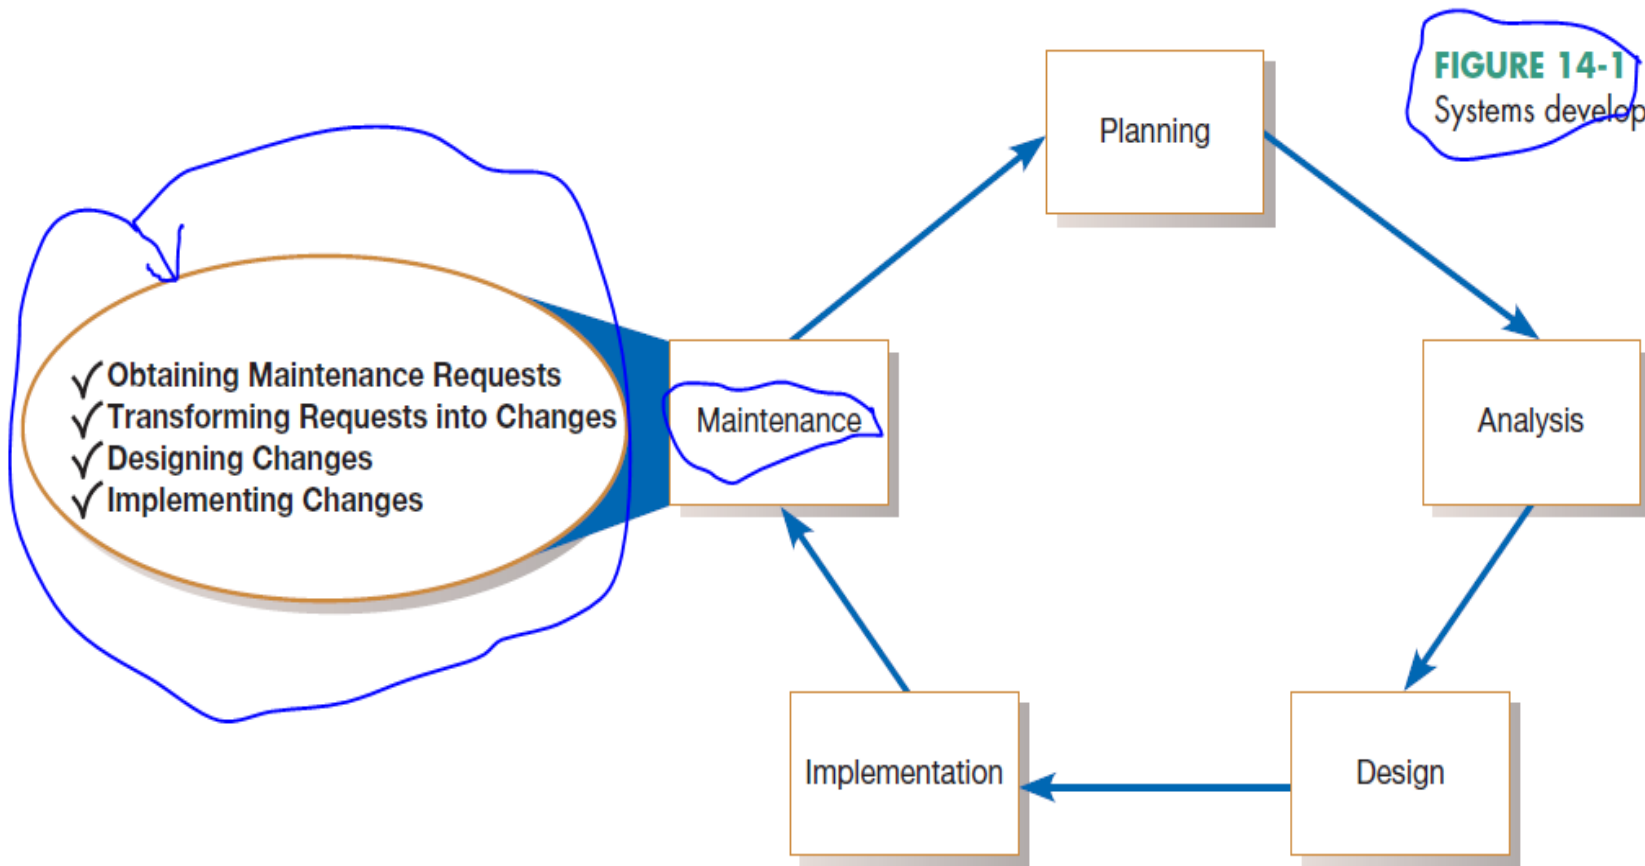 FIGURE 14-1
Systems develop
Planning
✓Obtaining Maintenance Requests
✓Transforming Requests into Changes
✓Designing Changes
✓Implementing Changes
Maintenance
Analysis
Implementation
Design